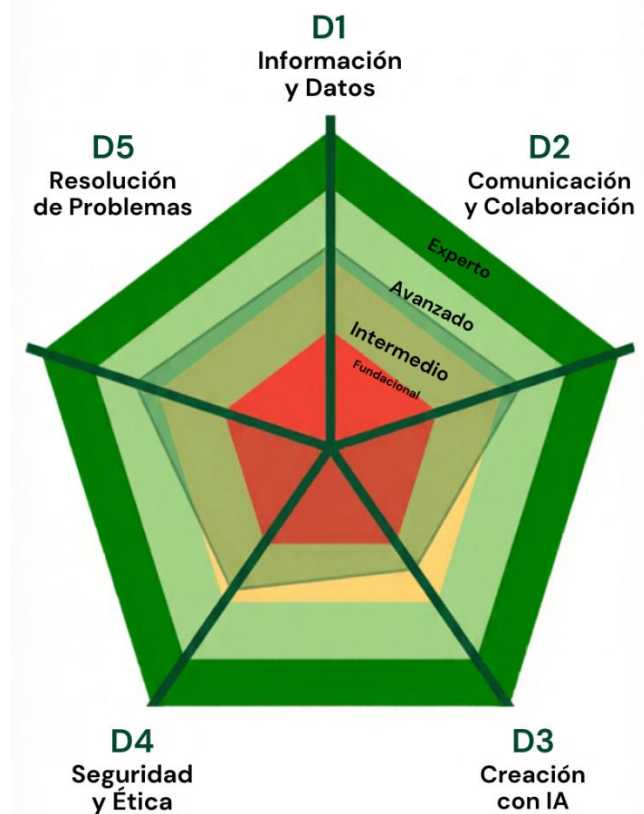 D1
Información
y Datos
D5
Resolución
de Problemas
D2
Comunicación
y Colaboración
Experto
Avanzado
Intermedio
Fundacional
D4
Seguridad
y Ética
D3
Creación
con IA